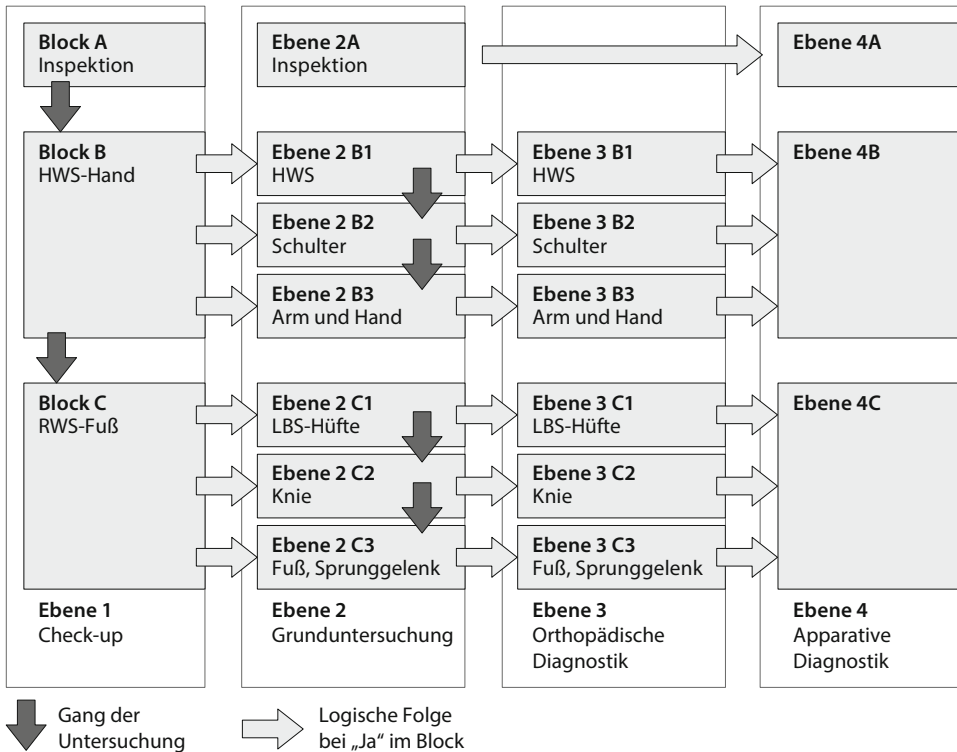 Block A
Inspektion
Ebene 2A
Inspektion
Ebene 4A
Block B
HWS-Hand
Ebene 2 B1
HWS
Ebene 3 B1
HWS
Ebene 4B
Ebene 2 B2
Schulter
Ebene 3 B2
Schulter
Ebene 2 B3
Arm und Hand
Ebene 3 B3
Arm und Hand
Block C
RWS-Fuß
Ebene 2 C1
LBS-Hüfte
Ebene 3 C1
LBS-Hüfte
Ebene 4C
Ebene 2 C2
Knie
Ebene 3 C2
Knie
Ebene 2 C3
Fuß, Sprunggelenk
Ebene 3 C3
Fuß, Sprunggelenk
Ebene 1
Check-up
Ebene 2
Grunduntersuchung
Ebene 3
Orthopädische
Diagnostik
Ebene 4
Apparative
Diagnostik
Gang der
Untersuchung
Logische Folge
bei „Ja“ im Block